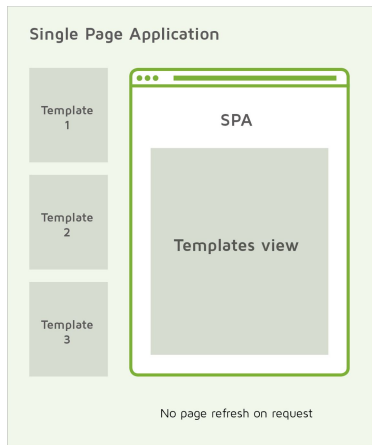 Single Page Application
Template
1
Template
2
Template
3
SPA
Templates view
No page refresh on request